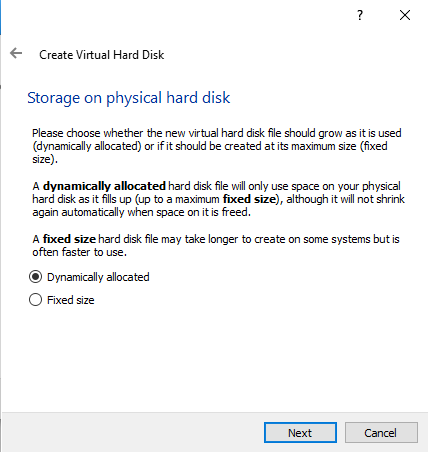 ?
Create Virtual Hard Disk
Storage on physical hard disk
Please choose whether the new virtual hard disk file should grow as it is used
(dynamically allocated) or if it should be created at its maximum size (fixed
size).
A dynamically allocated hard disk file will only use space on your physical
hard disk as it fills up (up to a maximum fixed size), although it will not shrink
again automatically when space on it is freed.
A fixed size hard disk file may take longer to create on some systems but is
often faster to use.
Dynamically allocated
Fixed size
Next Cancel